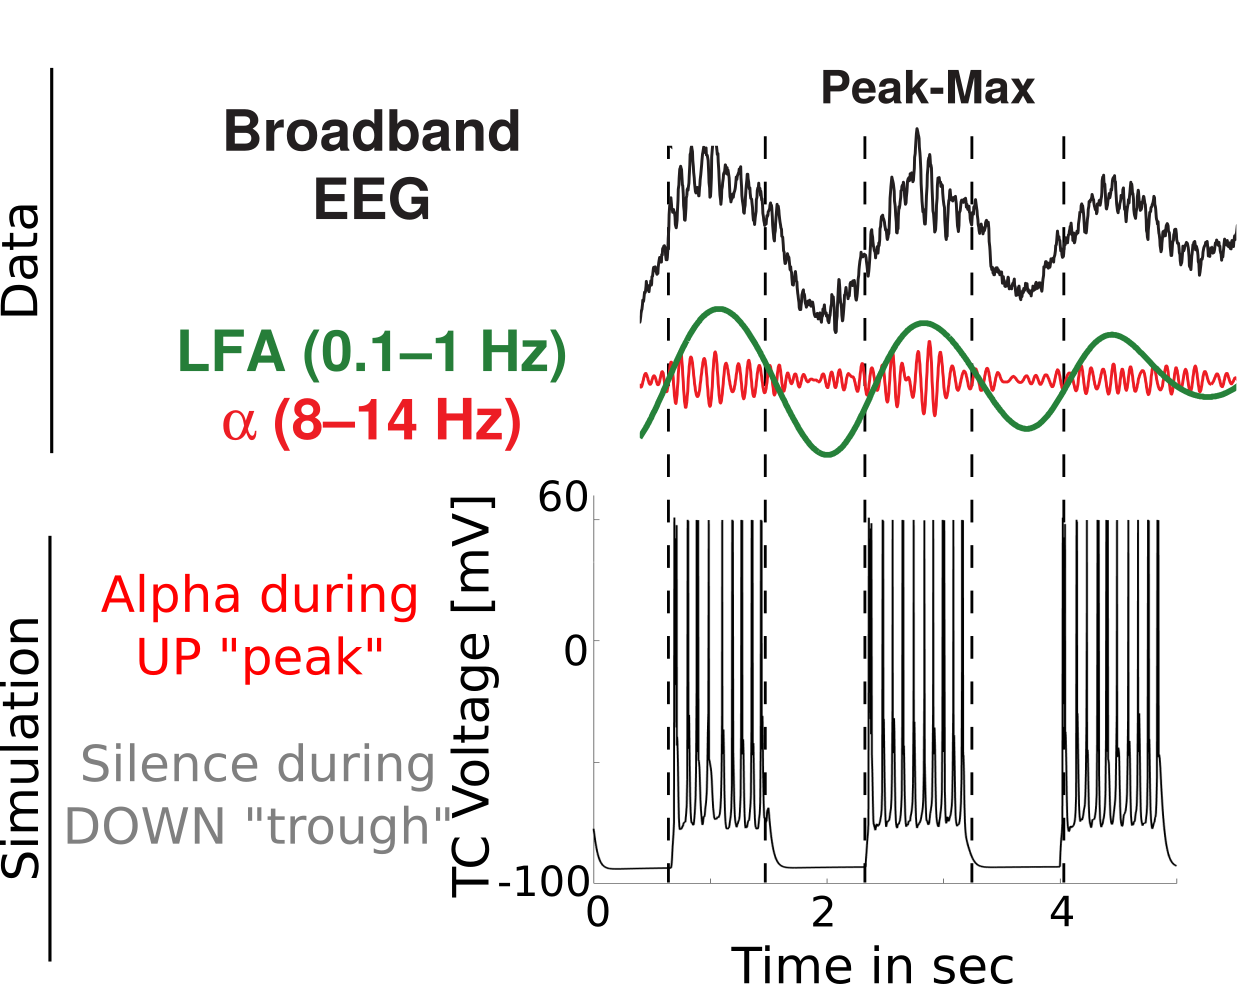 Peak-Max
Broadband
EEG
Data
LFA (0.1–1 Hz)
α (8–14 Hz)
Simulation
Alpha during
UP "peak"
Silence during
DOWN "trough"
TC Voltage [mV]
60
0
-100
0 2 4
Time in sec